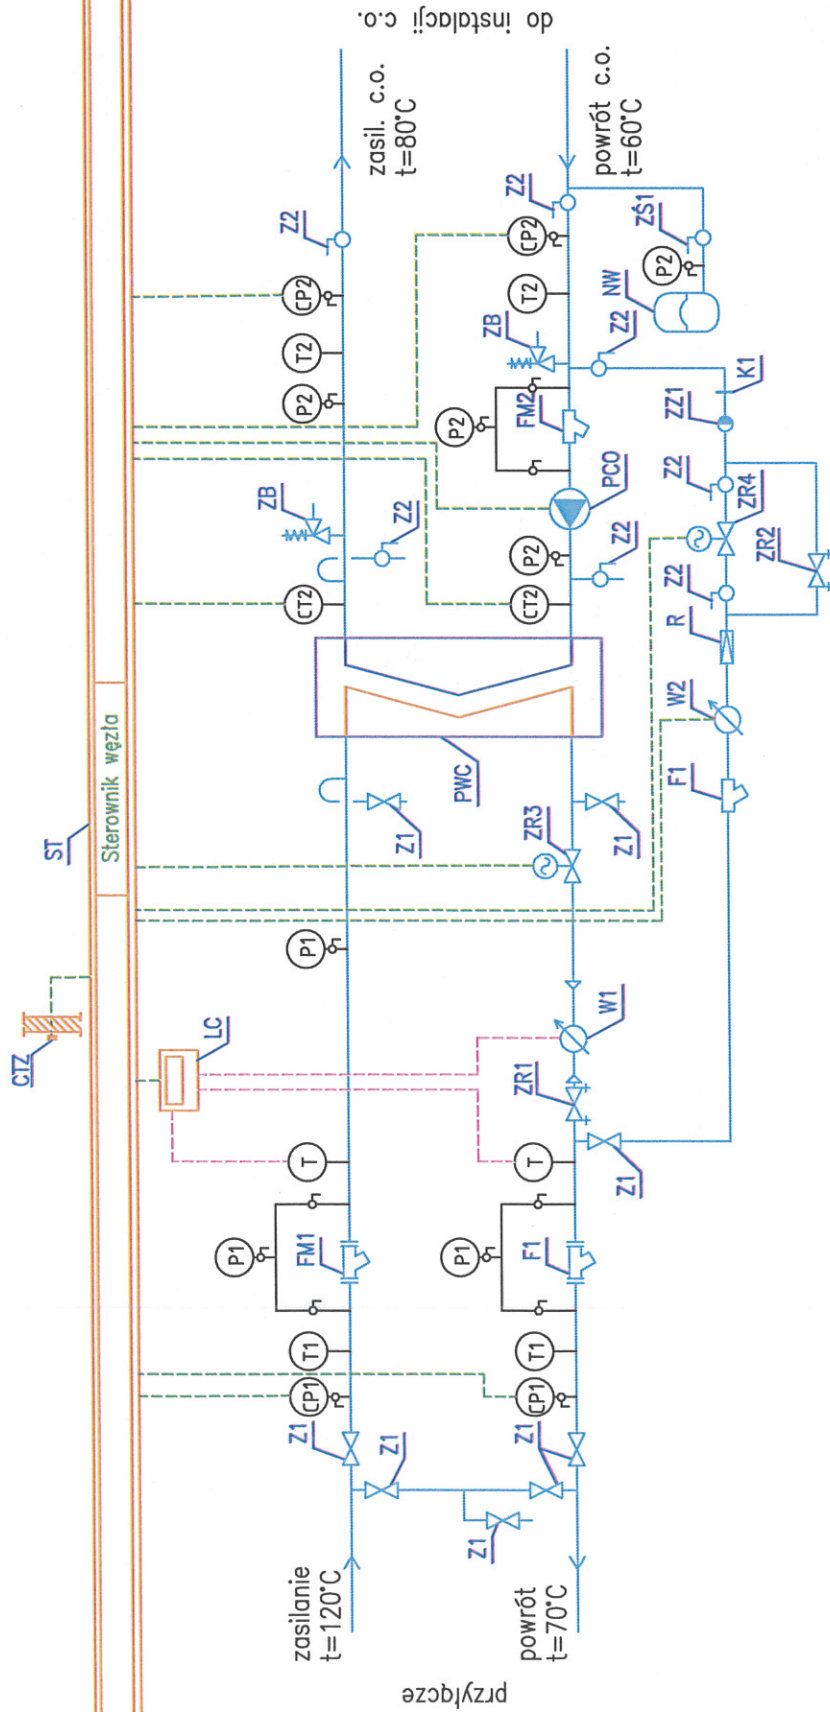 CTZ
ST
Sterownik węzła
LC
przyłącze
zasilanie
t=120°C
Z1
CP1
T1
P1
FM1
T
P1
Z1
PWC
CT2
ZB
Z2
P2
T2
CP2
Z2
zasil. c.o.
t=80°C
do instalacji c.o.
Z1
Z1
powrót
t=70°C
Z1
CP1
T1
P1
F1
T
ZR1
W1
ZR3
Z1
CT2
P2
Z2
PCO
P2
FM2
ZB
T2
CP2
Z2
powrót c.o.
t=60°C
Z1
F1
W2
R
Z2
ZR4
ZR2
Z2
ZZ1
K1
Z2
NW
P2
ZŚ1